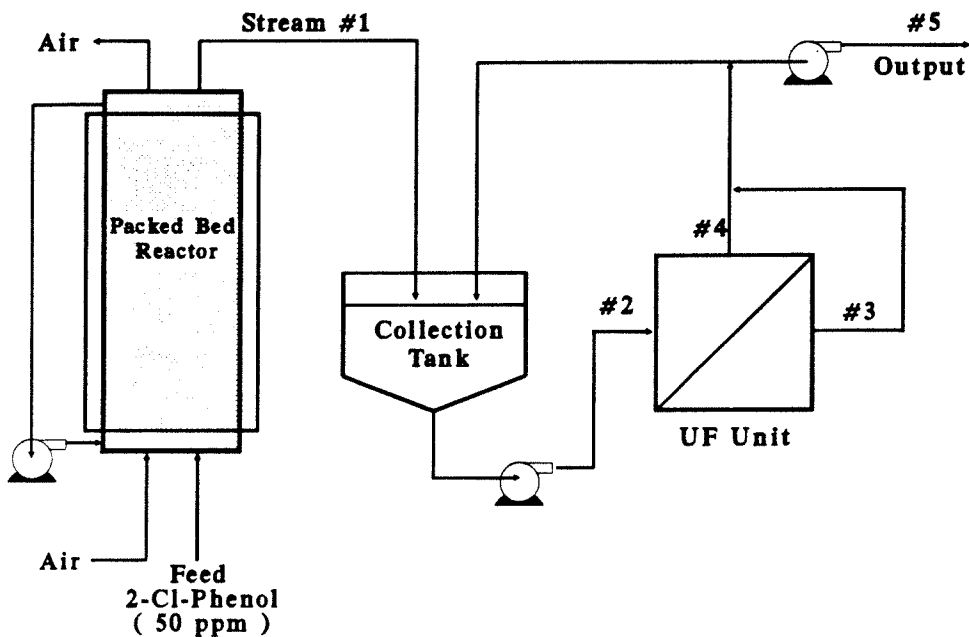 Stream #1
Air
#5
Output
Packed Bed
Reactor
#4
#2
#3
Collection
Tank
UF Unit
Air
Feed
2-Cl-Phenol
( 50 ppm )